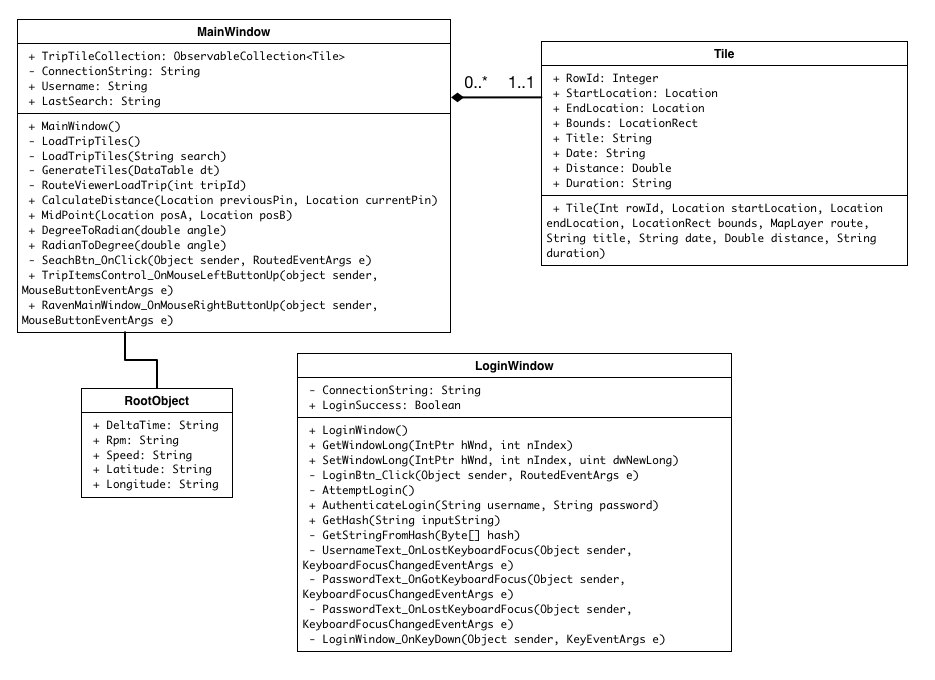 MainWindow
+ TripTileCollection: ObservableCollection<Tile>
- ConnectionString: String
+ Username: String
+ LastSearch: String
+ MainWindow()
- LoadTripTiles()
- LoadTripTiles(String search)
- GenerateTiles(DataTable dt)
- RouteViewerLoadTrip(int tripId)
+ CalculateDistance(Location previousPin, Location currentPin)
+ MidPoint(Location posA, Location posB)
+ DegreeToRadian(double angle)
+ RadianToDegree(double angle)
- SeachBtn_OnClick(Object sender, RoutedEventArgs e)
+ TripItemsControl_OnMouseLeftButtonUp(object sender,
MouseButtonEventArgs e)
+ RavenMainWindow_OnMouseRightButtonUp(object sender,
MouseButtonEventArgs e)
0..* 1..1
Tile
+ RowId: Integer
+ StartLocation: Location
+ EndLocation: Location
+ Bounds: LocationRect
+ Title: String
+ Date: String
+ Distance: Double
+ Duration: String
+ Tile(Int rowId, Location startLocation, Location
endLocation, LocationRect bounds, MapLayer route,
String title, String date, Double distance, String
duration)
RootObject
+ DeltaTime: String
+ Rpm: String
+ Speed: String
+ Latitude: String
+ Longitude: String
LoginWindow
- ConnectionString: String
+ LoginSuccess: Boolean
+ LoginWindow()
+ GetWindowLong(IntPtr hWnd, int nIndex)
+ SetWindowLong(IntPtr hWnd, int nIndex, uint dwNewLong)
- LoginBtn_Click(Object sender, RoutedEventArgs e)
- AttemptLogin()
+ AuthenticateLogin(String username, String password)
+ GetHash(String inputString)
- GetStringFromHash(Byte[] hash)
- UsernameText_OnLostKeyboardFocus(Object sender,
KeyboardFocusChangedEventArgs e)
- PasswordText_OnGotKeyboardFocus(Object sender,
KeyboardFocusChangedEventArgs e)
- PasswordText_OnLostKeyboardFocus(Object sender,
KeyboardFocusChangedEventArgs e)
- LoginWindow_OnKeyDown(Object sender, KeyEventArgs e)